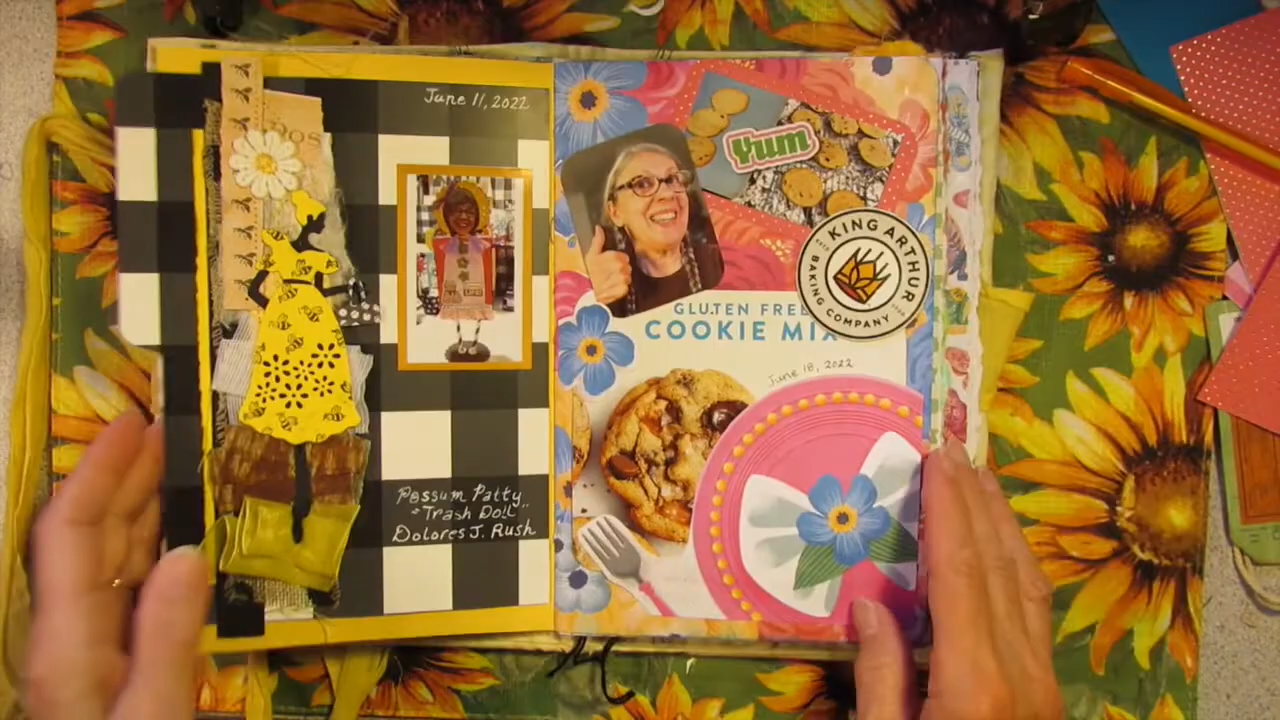 June 11, 2022
Possum Patty
"Trash Doll"
Dolores J. Rush
Yum
KING ARTHUR
BAKING COMPANY
GLUTEN FREE
COOKIE MIX
June 18, 2022